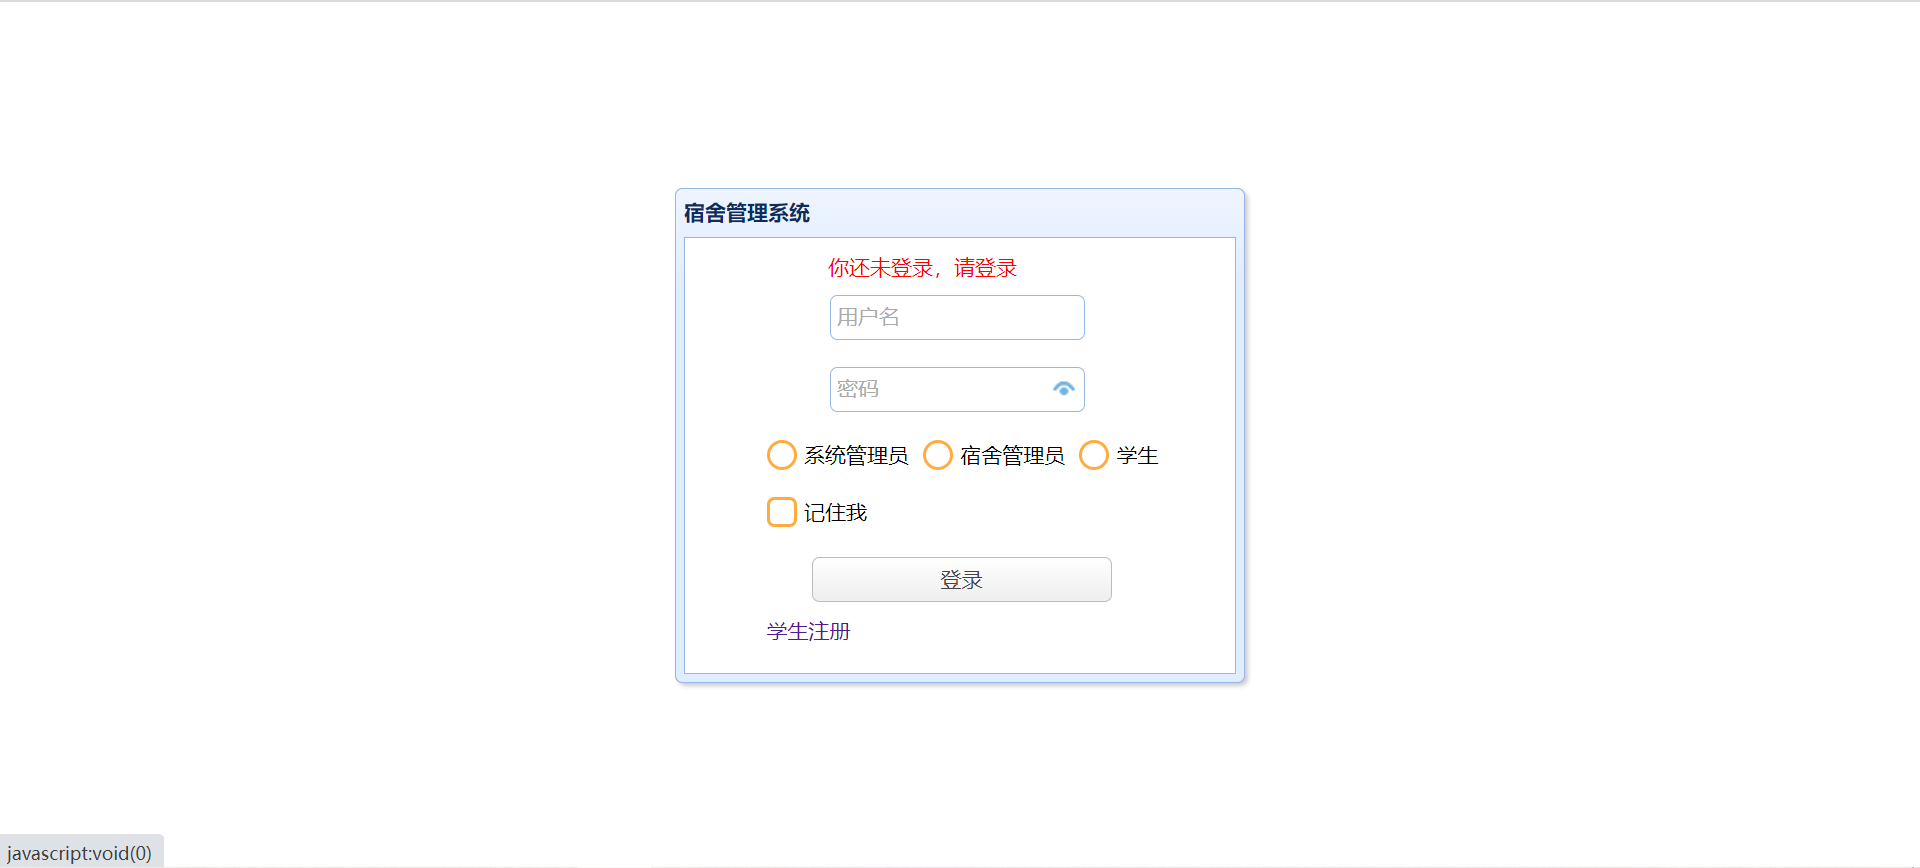 宿舍管理系统
你还未登录，请登录
用户名
密码
系统管理员 宿舍管理员 学生
记住我
登录
学生注册
javascript:void(0)